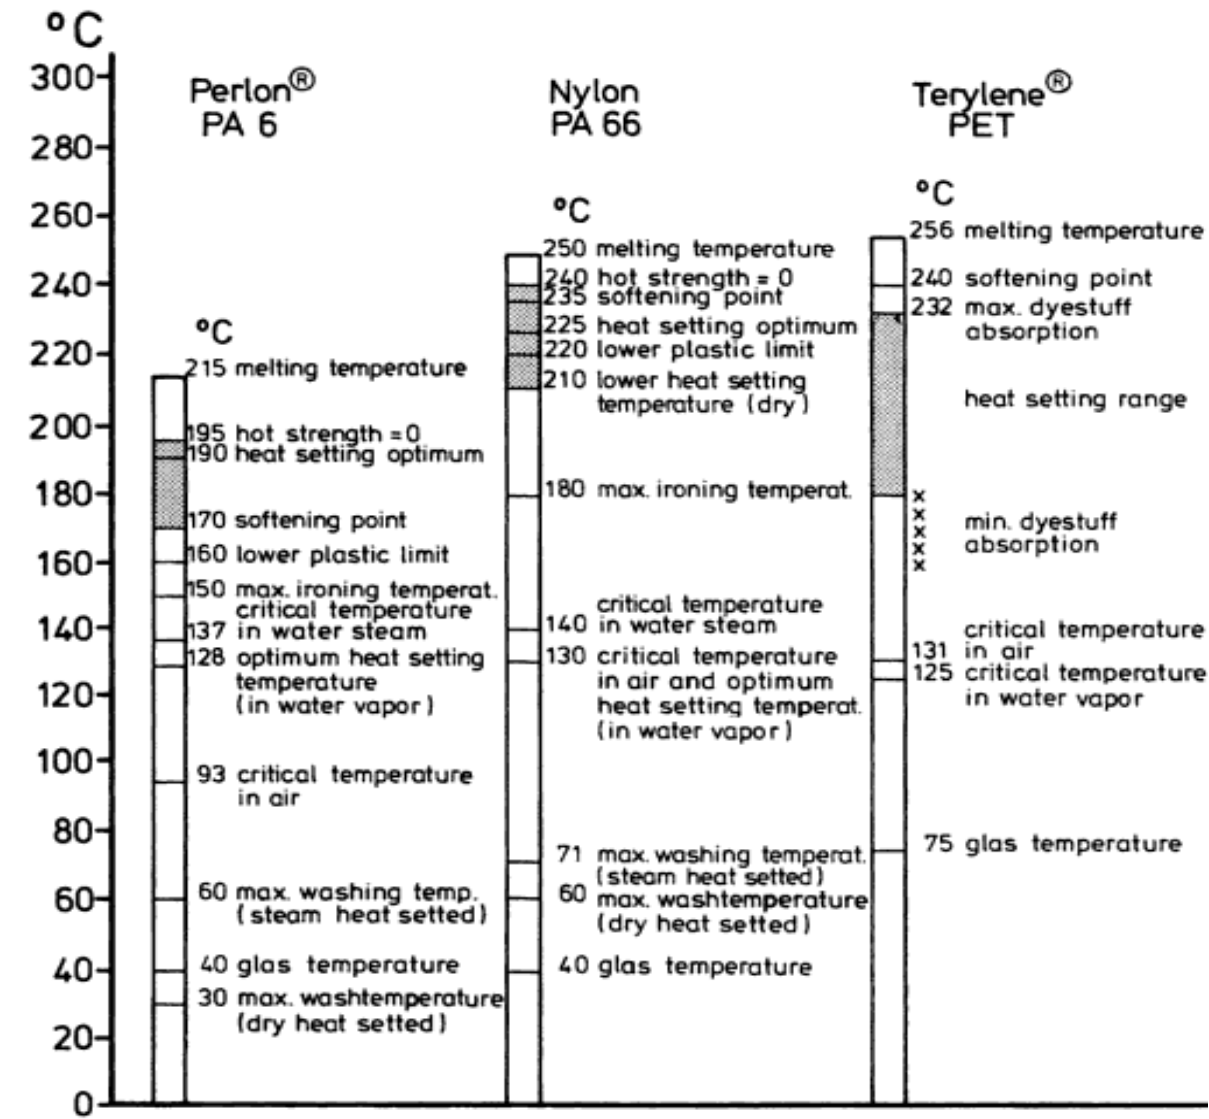 °C
300
280
260
240
220
200
180
160
140
120
100
80
60
40
20
0
Perlon®
PA 6
°C
215 melting temperature
195 hot strength = 0
190 heat setting optimum
170 softening point
160 lower plastic limit
150 max. ironing temperat.
critical temperature
137 in water steam
128 optimum heat setting
temperature
(in water vapor)
93 critical temperature
in air
60 max. washing temp.
(steam heat setted)
40 glas temperature
30 max. washtemperature
(dry heat setted)
Nylon
PA 66
°C
250 melting temperature
240 hot strength = 0
235 softening point
225 heat setting optimum
220 lower plastic limit
210 lower heat setting
temperature (dry)
180 max. ironing temperat.
critical temperature
140 in water steam
130 critical temperature
in air and optimum
heat setting temperat.
(in water vapor)
71 max. washing temperat.
(steam heat setted)
60 max. washtemperature
(dry heat setted)
40 glas temperature
Terylene®
PET
°C
256 melting temperature
240 softening point
232 max. dyestuff
absorption
heat setting range
x
x
x
x
x
min. dyestuff
absorption
critical temperature
131 in air
125 critical temperature
in water vapor
75 glas temperature